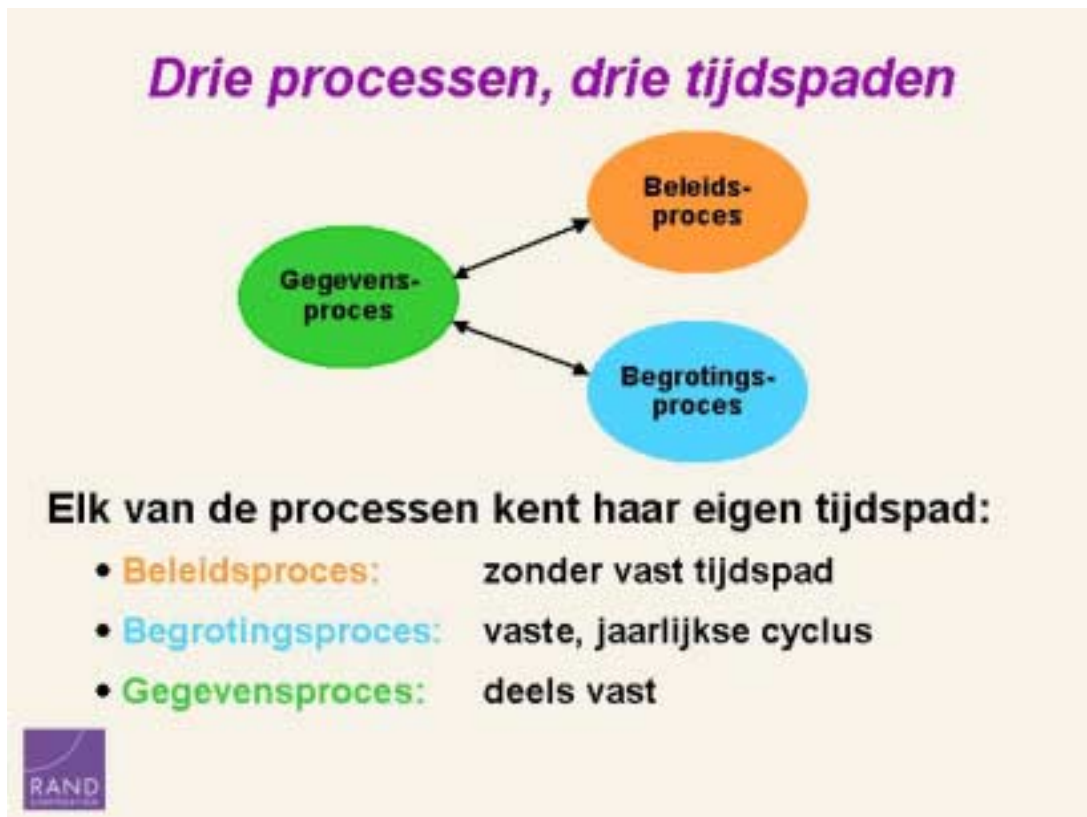 Drie processen, drie tijdspaden
Beleids-
proces
Gegevens-
proces
Begrotings-
proces
Elk van de processen kent haar eigen tijdspad:
• Beleidsproces: zonder vast tijdspad
• Begrotingsproces: vaste, jaarlijkse cyclus
• Gegevensproces: deels vast
RAND